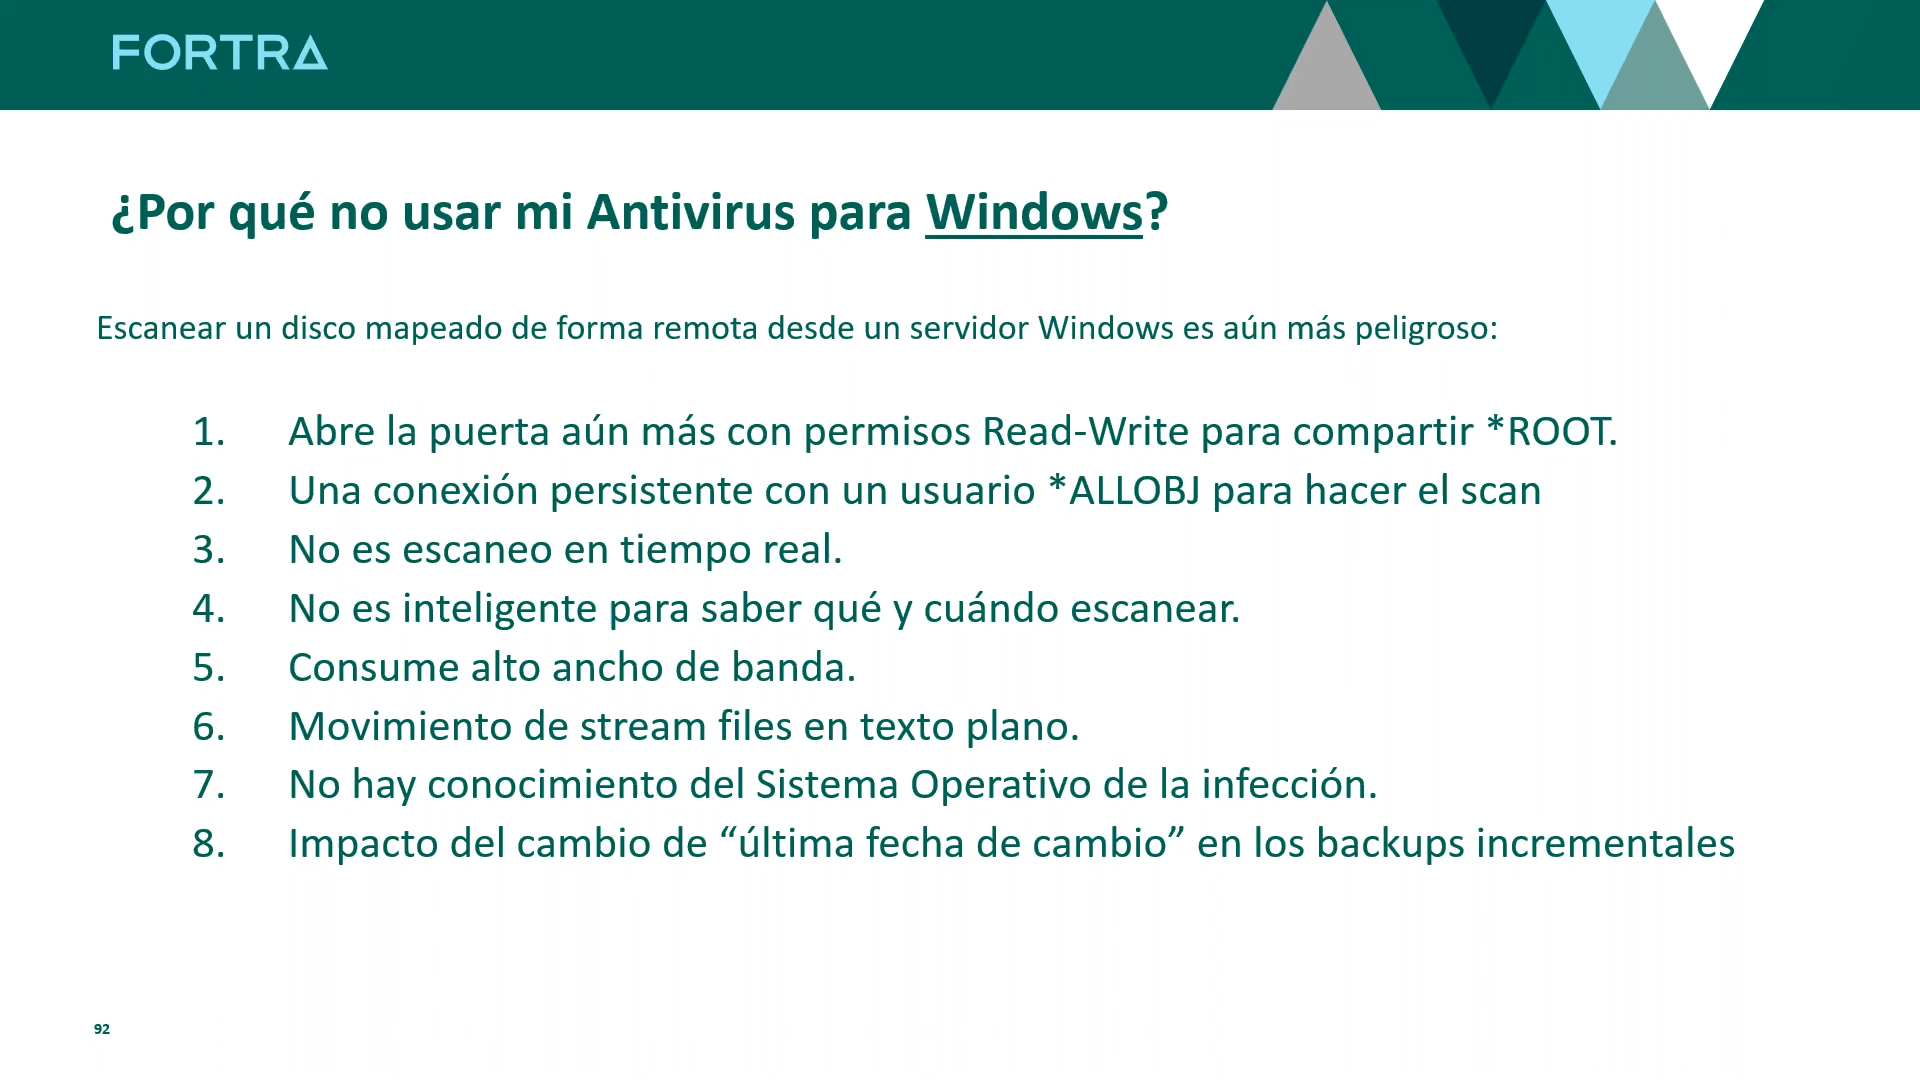 FORTRA
¿Por qué no usar mi Antivirus para Windows?
Escanear un disco mapeado de forma remota desde un servidor Windows es aún más peligroso:
1. Abre la puerta aún más con permisos Read-Write para compartir *ROOT.
2. Una conexión persistente con un usuario *ALLOBJ para hacer el scan
3. No es escaneo en tiempo real.
4. No es inteligente para saber qué y cuándo escanear.
5. Consume alto ancho de banda.
6. Movimiento de stream files en texto plano.
7. No hay conocimiento del Sistema Operativo de la infección.
8. Impacto del cambio de “última fecha de cambio” en los backups incrementales
92